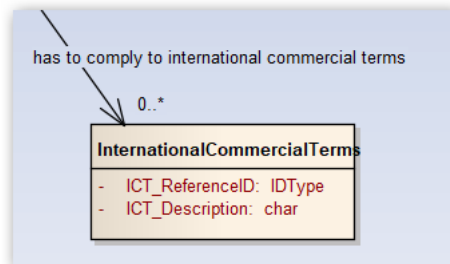 has to comply to international commercial terms
0..*
InternationalCommercialTerms
- ICT_ReferenceID: IDType
- ICT_Description: char